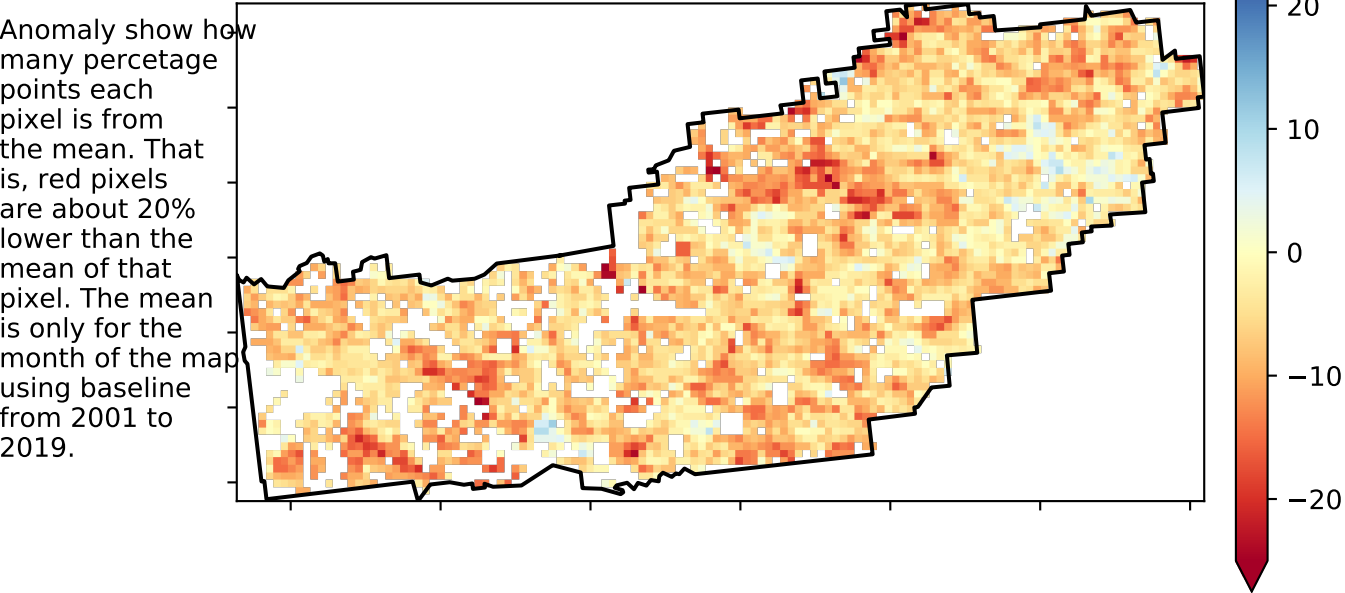 Anomaly show how
many percetage
points each
pixel is from
the mean. That
is, red pixels
are about 20%
lower than the
mean of that
pixel. The mean
is only for the
month of the map
using baseline
from 2001 to
2019.
20
10
0
−10
−20